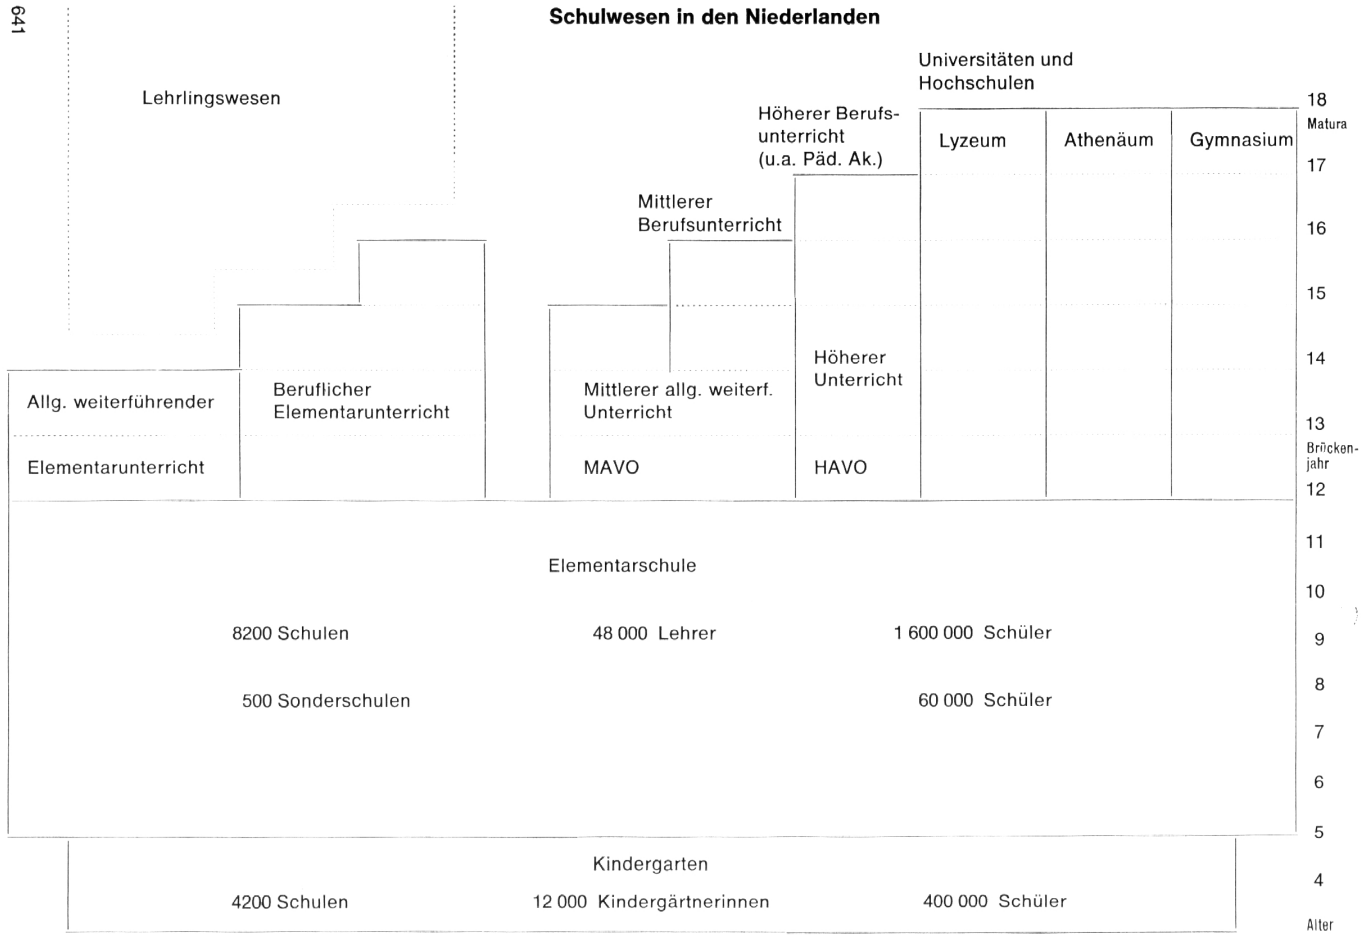 641
Schulwesen in den Niederlanden
Universitäten und
Hochschulen
Lehrlingswesen
18
Höherer Berufs-
unterricht
(u.a. Päd. Ak.)
Matura
Lyzeum
Athenäum
Gymnasium
17
Mittlerer
Berufsunterricht
16
15
Höherer
Unterricht
14
Allg. weiterführender
Beruflicher
Elementarunterricht
Mittlerer allg. weiterf.
Unterricht
13
Brücken-
jahr
Elementarunterricht
MAVO
HAVO
12
11
Elementarschule
10
8200 Schulen
48 000 Lehrer
1 600 000 Schüler
9
8
500 Sonderschulen
60 000 Schüler
7
6
5
Kindergarten
4
4200 Schulen
12 000 Kindergärtnerinnen
400 000 Schüler
Alter